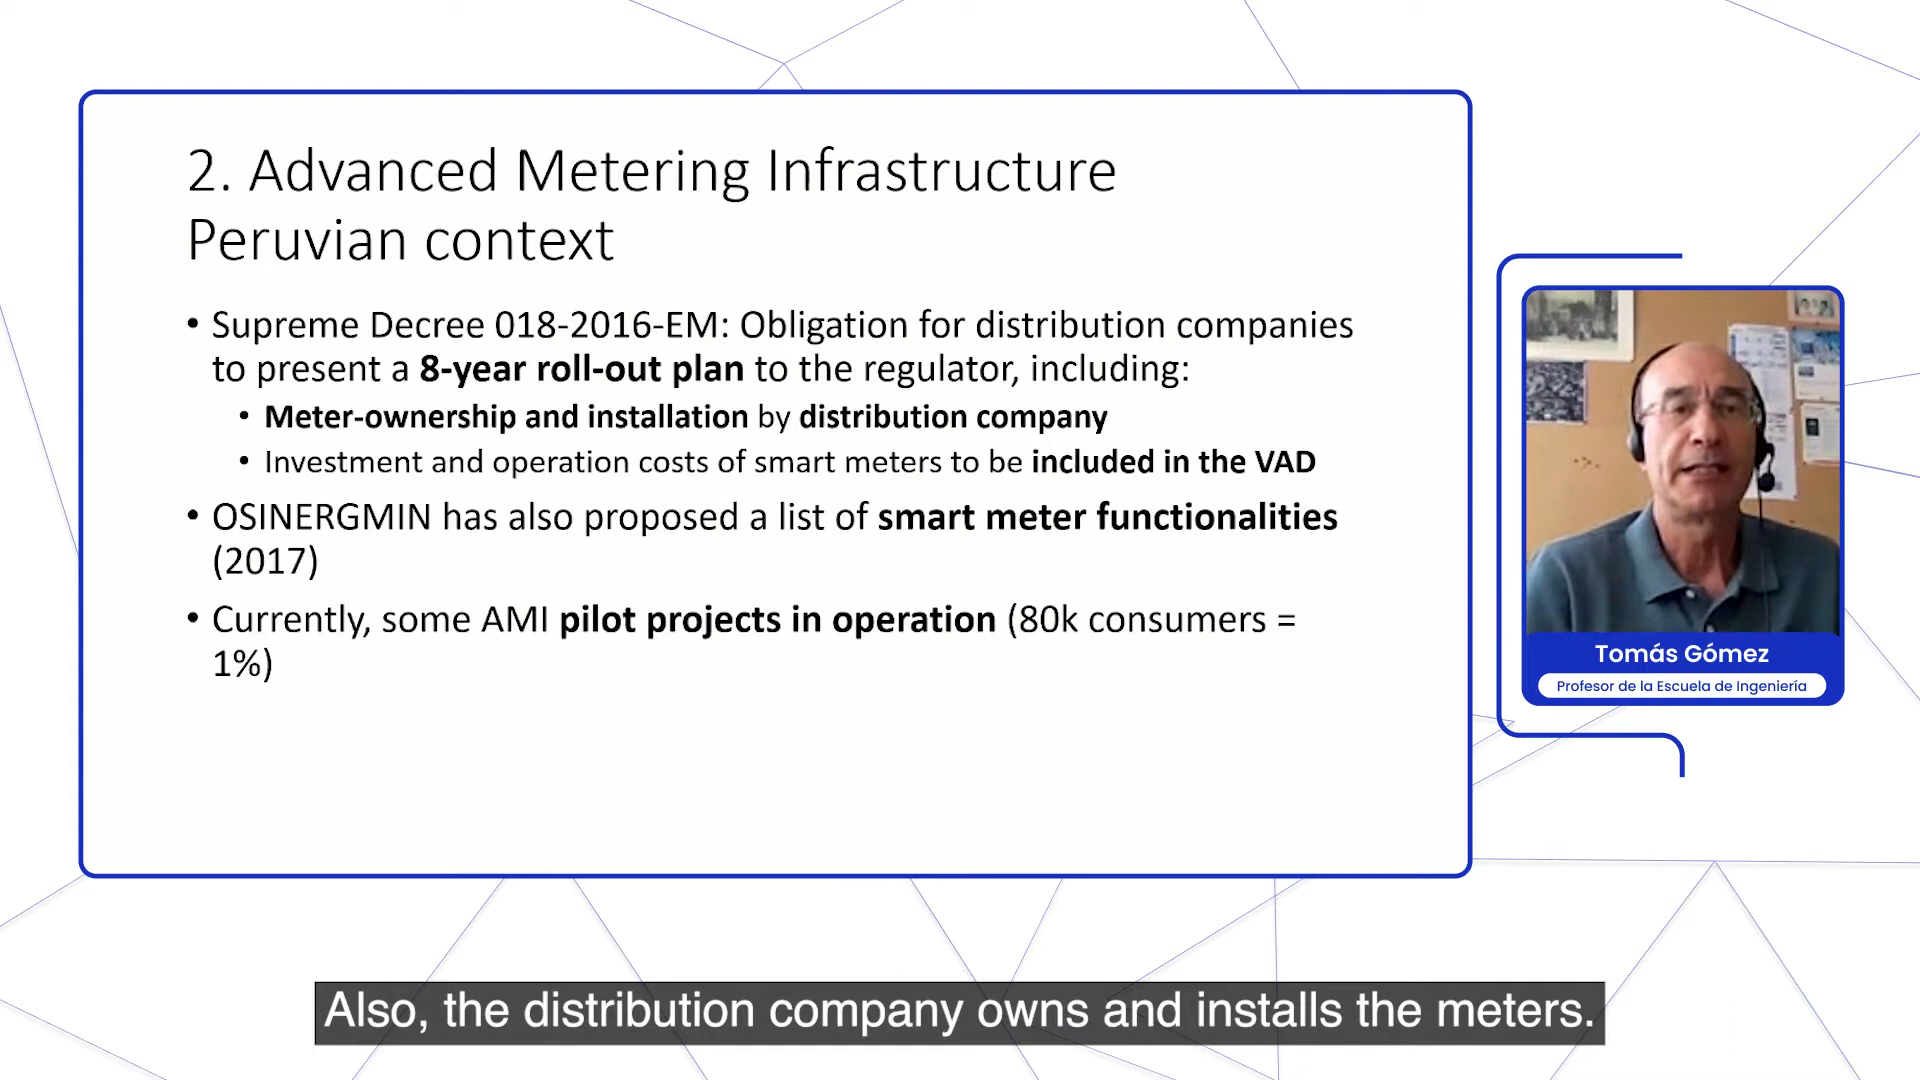 2. Advanced Metering Infrastructure
Peruvian context
• Supreme Decree 018-2016-EM: Obligation for distribution companies
to present a 8-year roll-out plan to the regulator, including:
• Meter-ownership and installation by distribution company
• Investment and operation costs of smart meters to be included in the VAD
• OSINERGMIN has also proposed a list of smart meter functionalities
(2017)
• Currently, some AMI pilot projects in operation (80k consumers =
1%)
Tomás Gómez
Profesor de la Escuela de Ingeniería
Also, the distribution company owns and installs the meters.